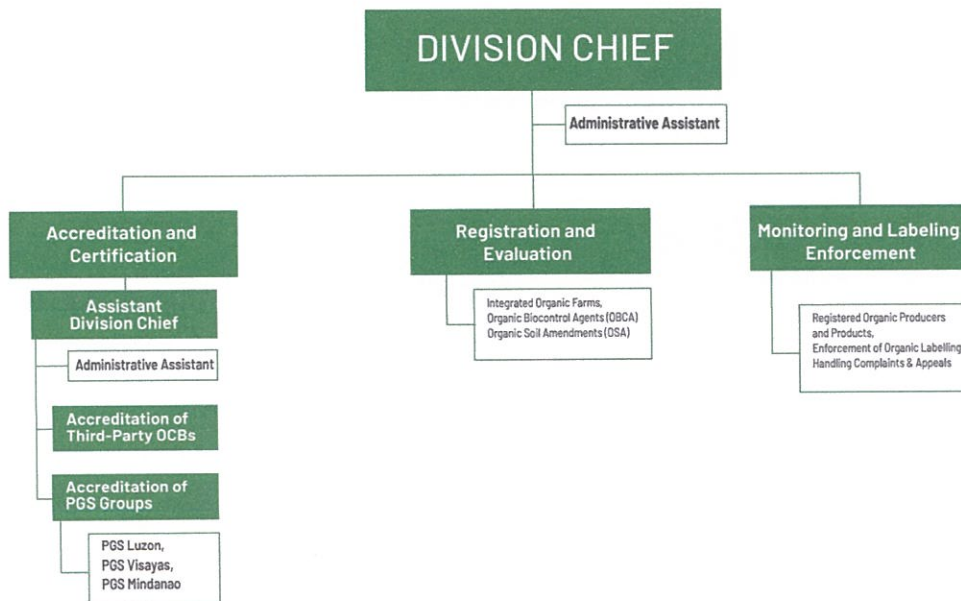 DIVISION CHIEF
Administrative Assistant
Accreditation and
Certification
Assistant
Division Chief
Administrative Assistant
Accreditation of
Third-Party OCBs
Accreditation of
PGS Groups
PGS Luzon,
PGS Visayas,
PGS Mindanao
Registration and
Evaluation
Integrated Organic Farms,
Organic Biocontrol Agents (OBCA)
Organic Soil Amendments (OSA)
Monitoring and Labeling
Enforcement
Registered Organic Producers
and Products,
Enforcement of Organic Labelling
Handling Complaints & Appeals